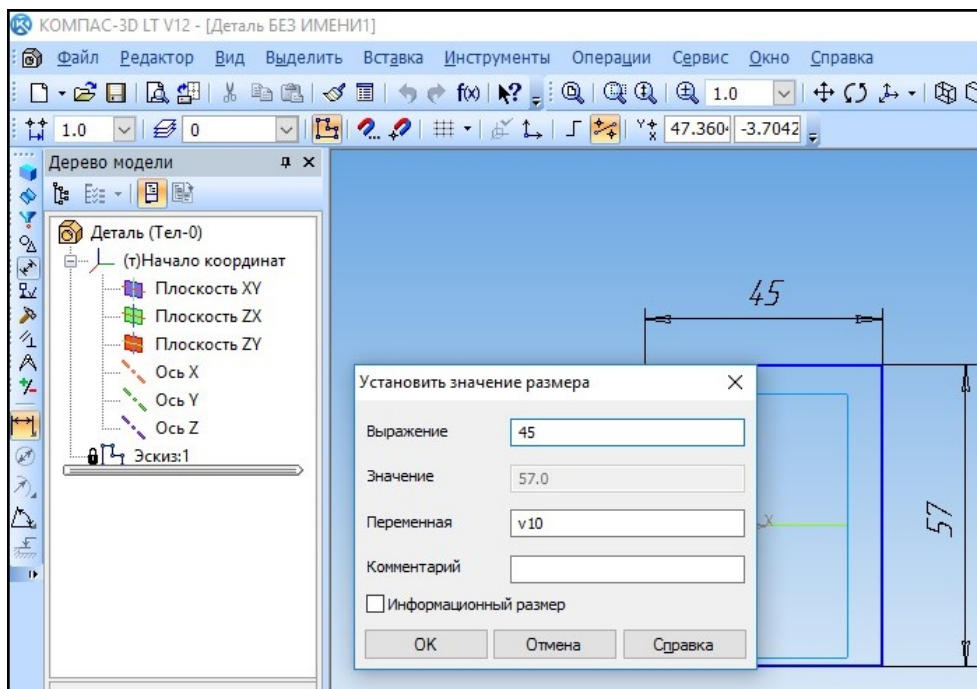 КОМПАС-3D LT V12 - [Деталь БЕЗ ИМЕНИ1]
Файл Редактор Вид Выделить Вставка Инструменты Операции Сервис Окно Справка
f(x) 1.0
1.0 0 47.360 -3.7042
Дерево модели
Деталь (Тел-0)
(т)Начало координат
Плоскость XY
Плоскость ZX
Плоскость ZY
Ось X
Ось Y
Ось Z
Эскиз:1
45
Установить значение размера
Выражение 45
Значение 57.0
Переменная v10
Комментарий
Информационный размер
OK Отмена Справка
X
57